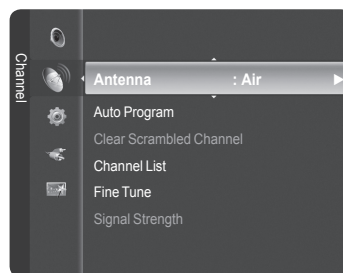 Channel
Antenna : Air
Auto Program
Clear Scrambled Channel
Channel List
Fine Tune
Signal Strength